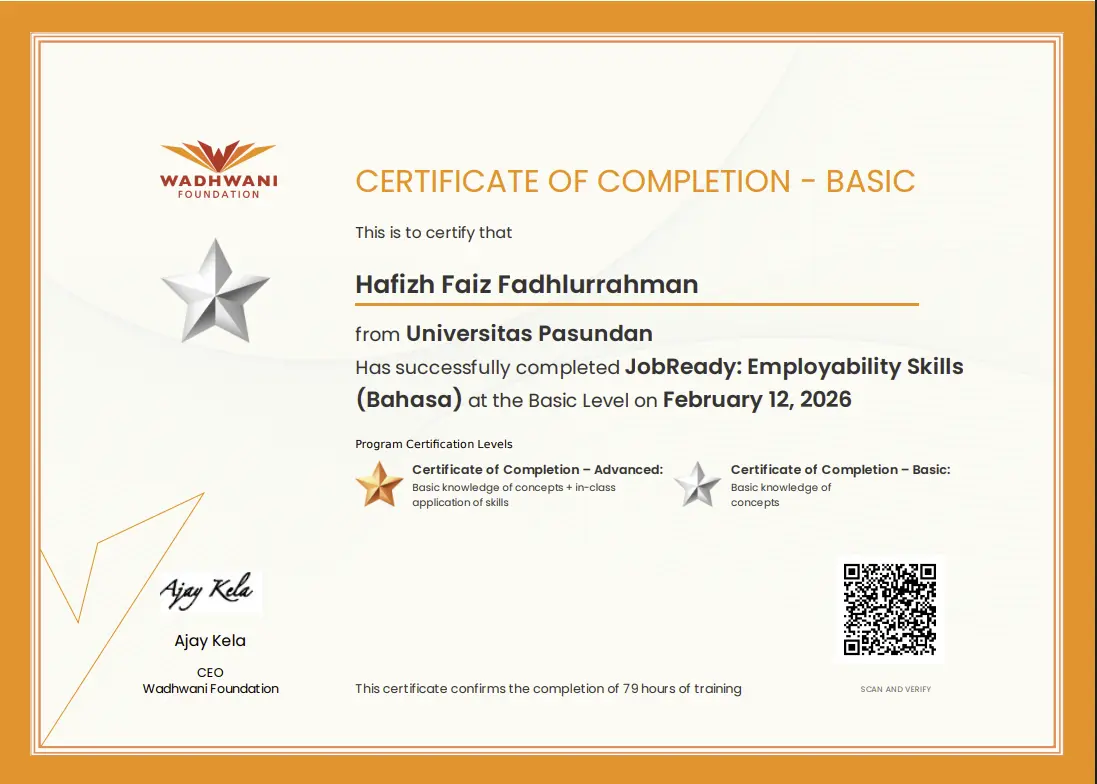 WADHWANI
FOUNDATION
CERTIFICATE OF COMPLETION - BASIC
This is to certify that
Hafizh Faiz Fadhlurrahman
from Universitas Pasundan
Has successfully completed JobReady: Employability Skills
(Bahasa) at the Basic Level on February 12, 2026
Program Certification Levels
Certificate of Completion – Advanced:
Basic knowledge of concepts + in-class
application of skills
Certificate of Completion – Basic:
Basic knowledge of
concepts
Ajay Kela
Ajay Kela
CEO
Wadhwani Foundation
This certificate confirms the completion of 79 hours of training
SCAN AND VERIFY